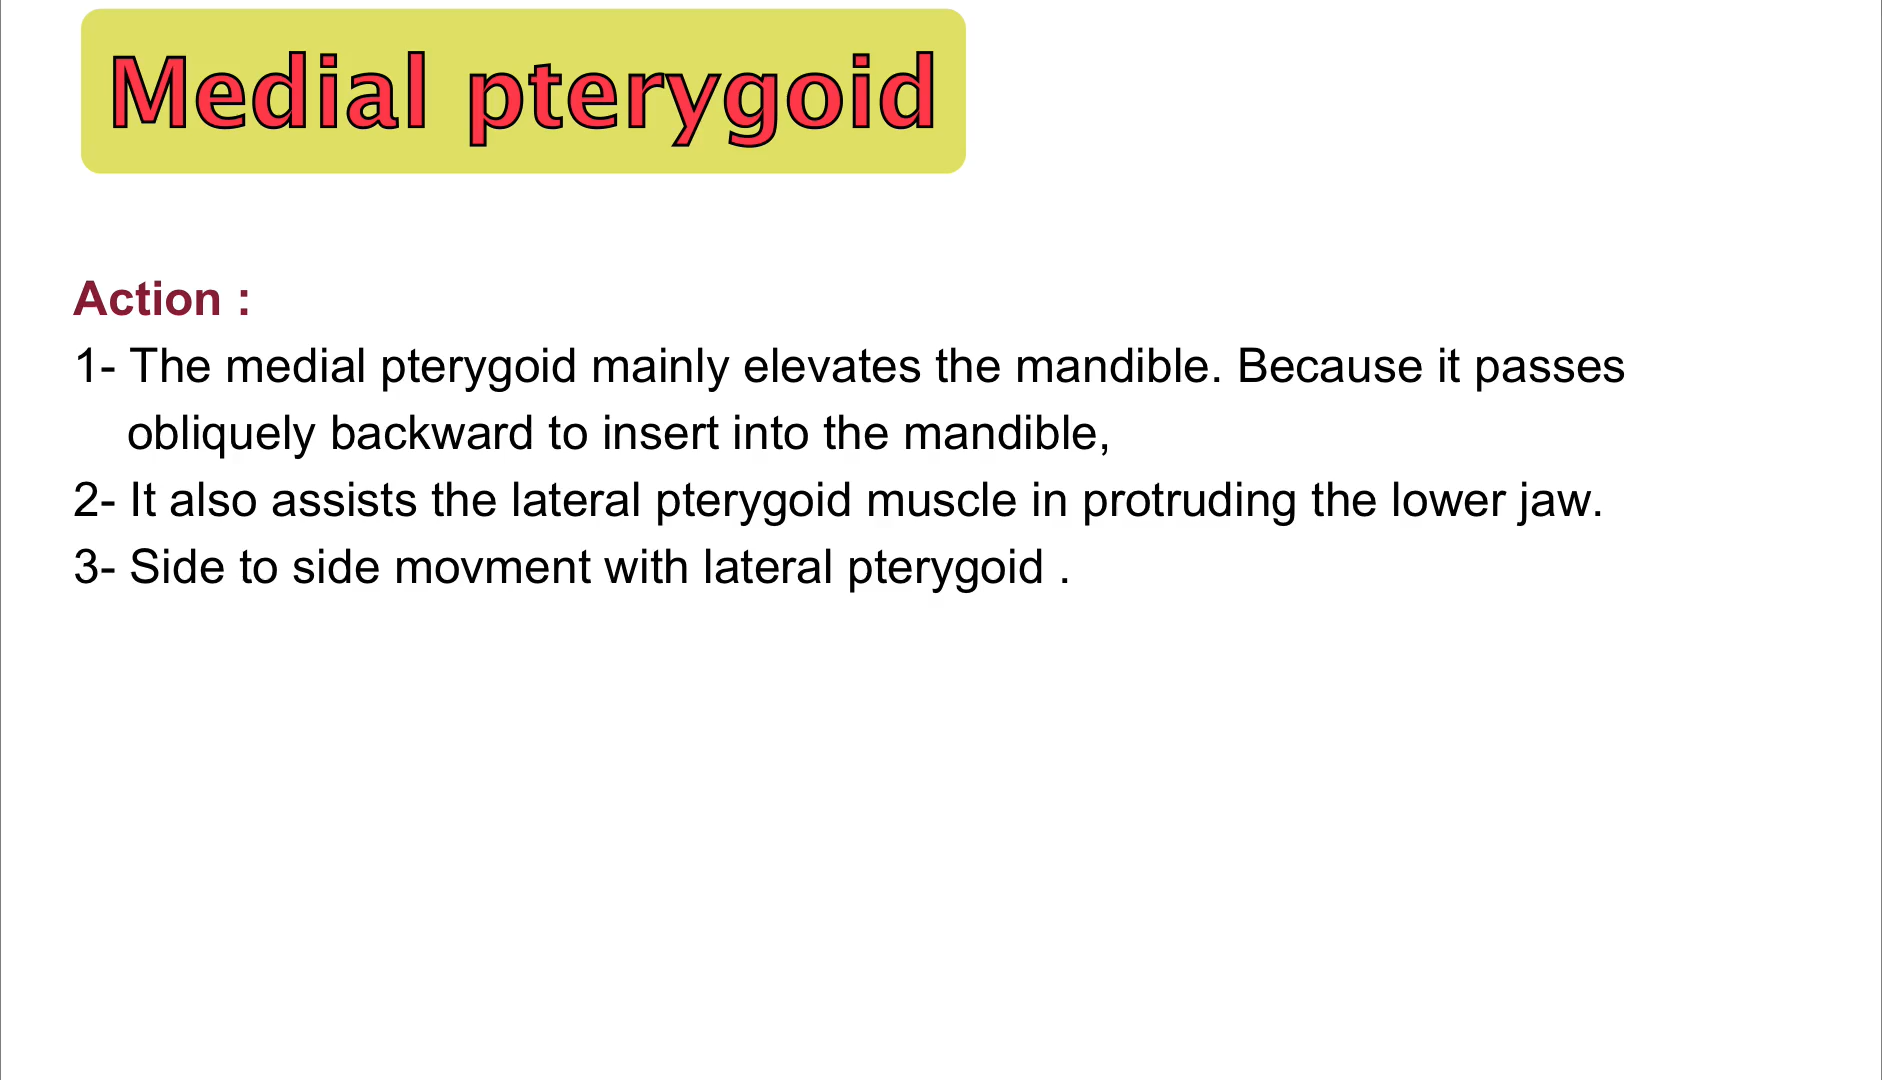 Medial pterygoid
Action :
1- The medial pterygoid mainly elevates the mandible. Because it passes
obliquely backward to insert into the mandible,
2- It also assists the lateral pterygoid muscle in protruding the lower jaw.
3- Side to side movment with lateral pterygoid .